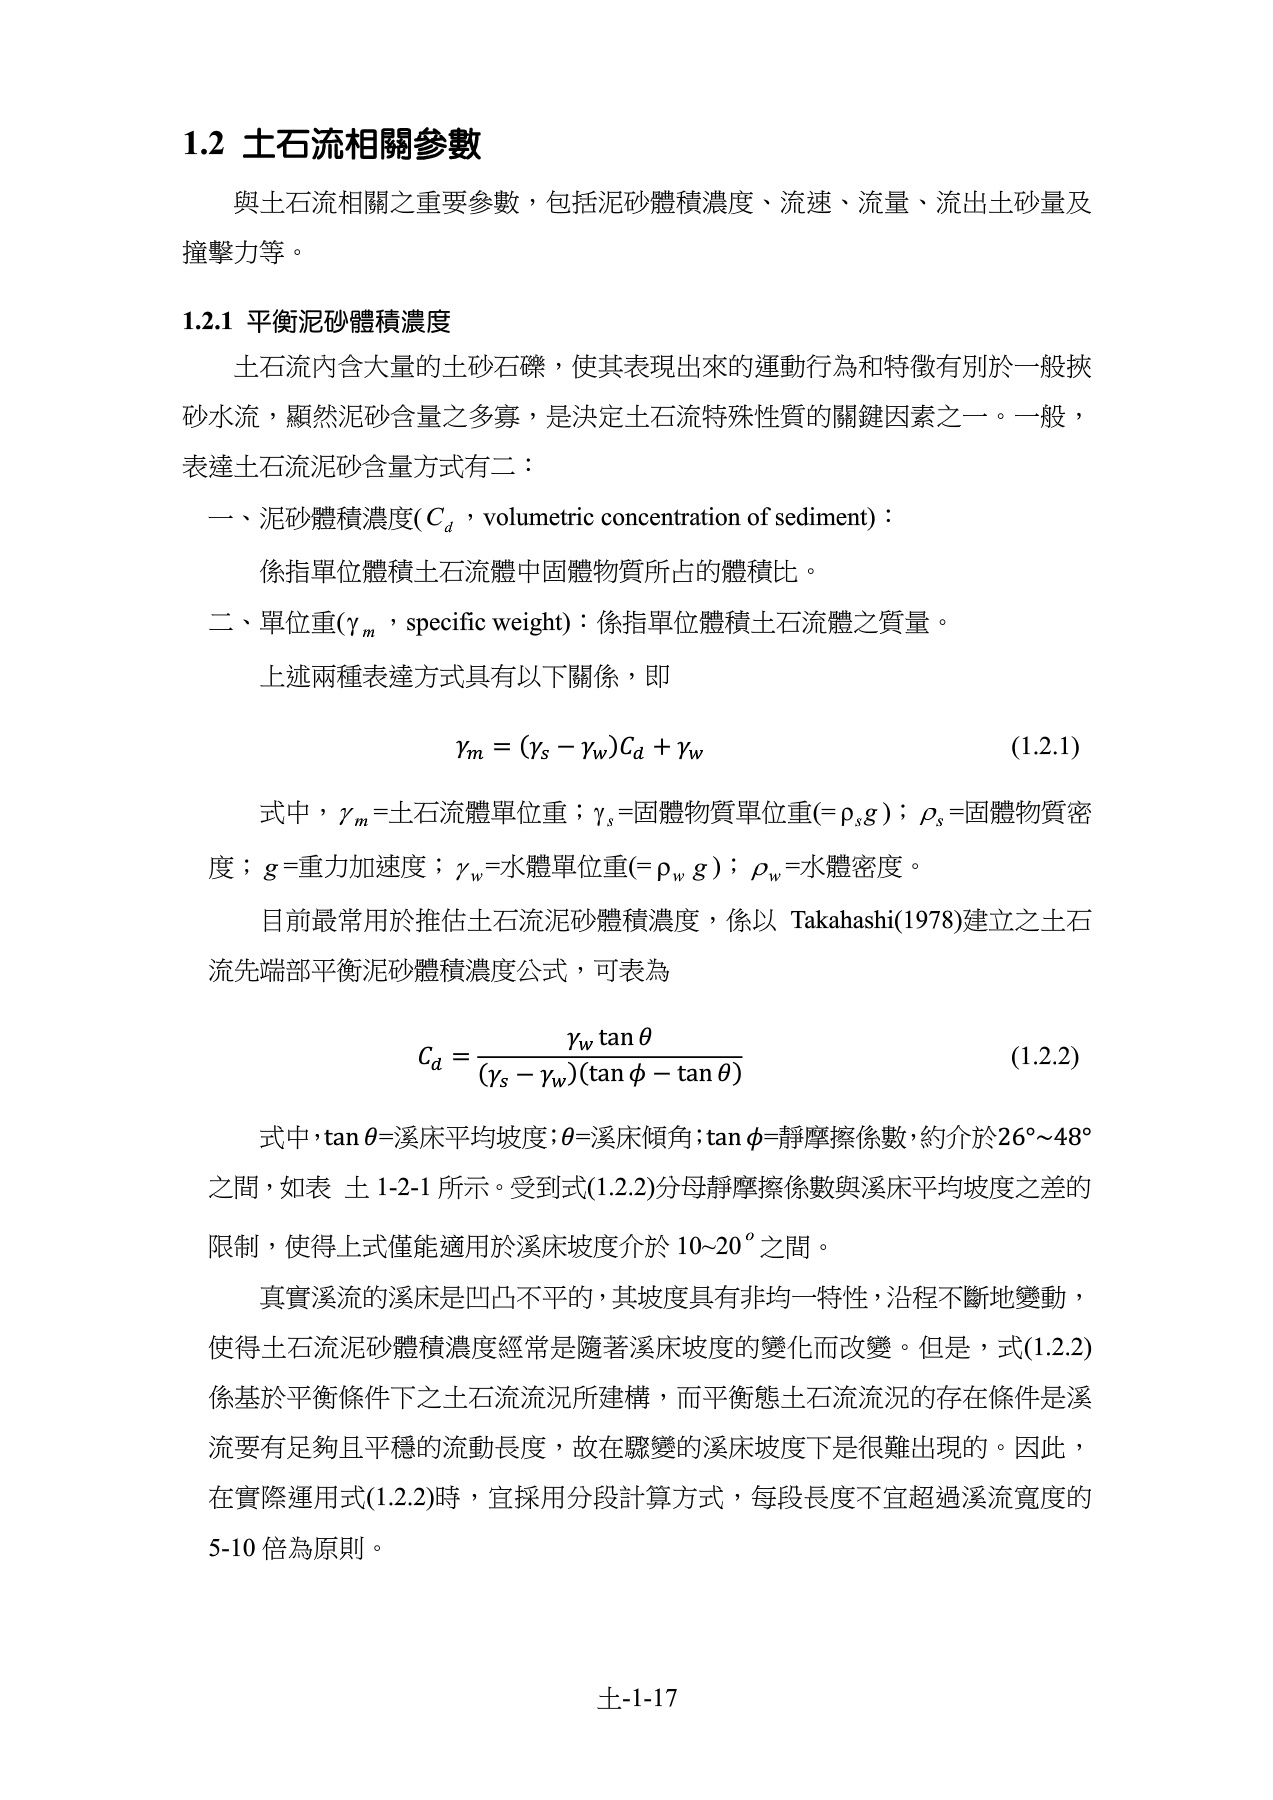 1.2 土石流相關參數
與土石流相關之重要參數，包括泥砂體積濃度、流速、流量、流出土砂量及
撞擊力等。
1.2.1 平衡泥砂體積濃度
土石流內含大量的土砂石礫，使其表現出來的運動行為和特徵有別於一般挾
砂水流，顯然泥砂含量之多寡，是決定土石流特殊性質的關鍵因素之一。一般，
表達土石流泥砂含量方式有二：
一、泥砂體積濃度( C_d ，volumetric concentration of sediment)：
係指單位體積土石流體中固體物質所占的體積比。
二、單位重(γ_m ，specific weight)：係指單位體積土石流體之質量。
上述兩種表達方式具有以下關係，即
γ_m = (γ_s − γ_w)C_d + γ_w (1.2.1)
式中，γ_m=土石流體單位重；γ_s=固體物質單位重(=ρ_s g )；ρ_s=固體物質密
度；g=重力加速度；γ_w=水體單位重(=ρ_w g )；ρ_w=水體密度。
目前最常用於推估土石流泥砂體積濃度，係以 Takahashi(1978)建立之土石
流先端部平衡泥砂體積濃度公式，可表為
C_d = γ_w tan θ / (γ_s − γ_w)(tan ϕ − tan θ) (1.2.2)
式中，tan θ=溪床平均坡度；θ=溪床傾角；tan ϕ=靜摩擦係數，約介於26°~48°
之間，如表 土 1-2-1 所示。受到式(1.2.2)分母靜摩擦係數與溪床平均坡度之差的
限制，使得上式僅能適用於溪床坡度介於 10~20° 之間。
真實溪流的溪床是凹凸不平的，其坡度具有非均一特性，沿程不斷地變動，
使得土石流泥砂體積濃度經常是隨著溪床坡度的變化而改變。但是，式(1.2.2)
係基於平衡條件下之土石流流況所建構，而平衡態土石流流況的存在條件是溪
流要有足夠且平穩的流動長度，故在驟變的溪床坡度下是很難出現的。因此，
在實際運用式(1.2.2)時，宜採用分段計算方式，每段長度不宜超過溪流寬度的
5-10 倍為原則。
土-1-17